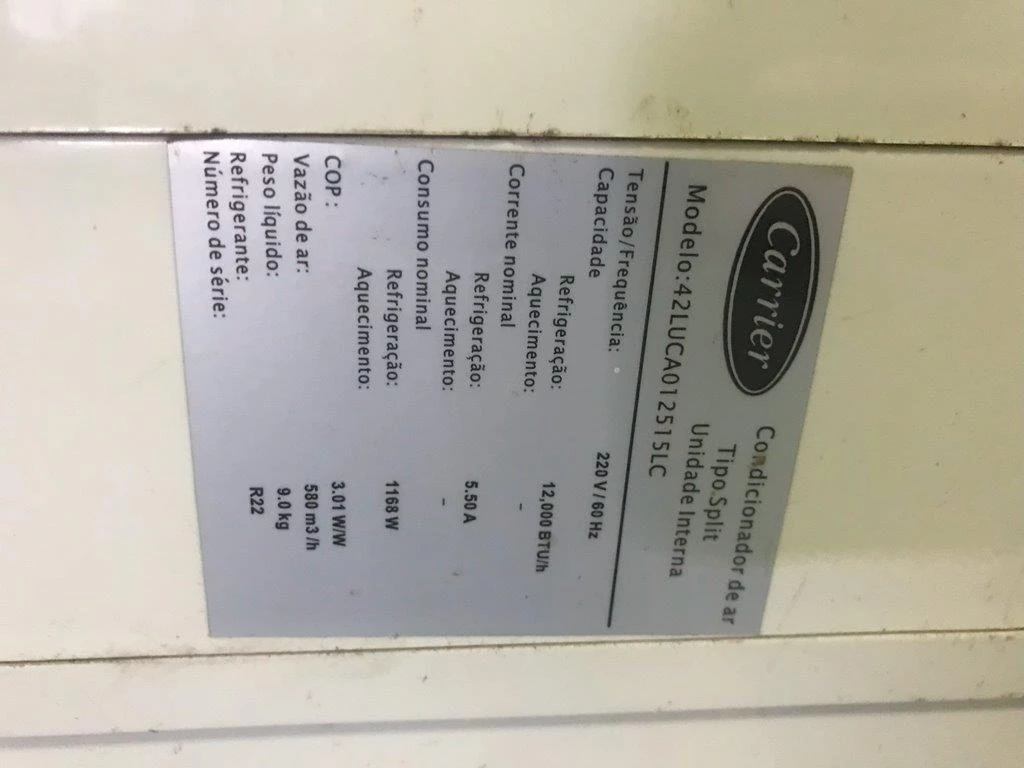 Carrier
Condicionador de ar
Tipo.Split
Unidade Interna
Modelo:42LUCA012515LC
Tensão/Frequência: 220 V / 60 Hz
Capacidade
Refrigeração: 12,000 BTU/h
Aquecimento: -
Corrente nominal
Refrigeração: 5.50 A
Aquecimento: -
Consumo nominal
Refrigeração: 1168 W
Aquecimento:
COP : 3.01 W/W
Vazão de ar: 580 m3 /h
Peso líquido: 9.0 kg
Refrigerante: R22
Número de série: